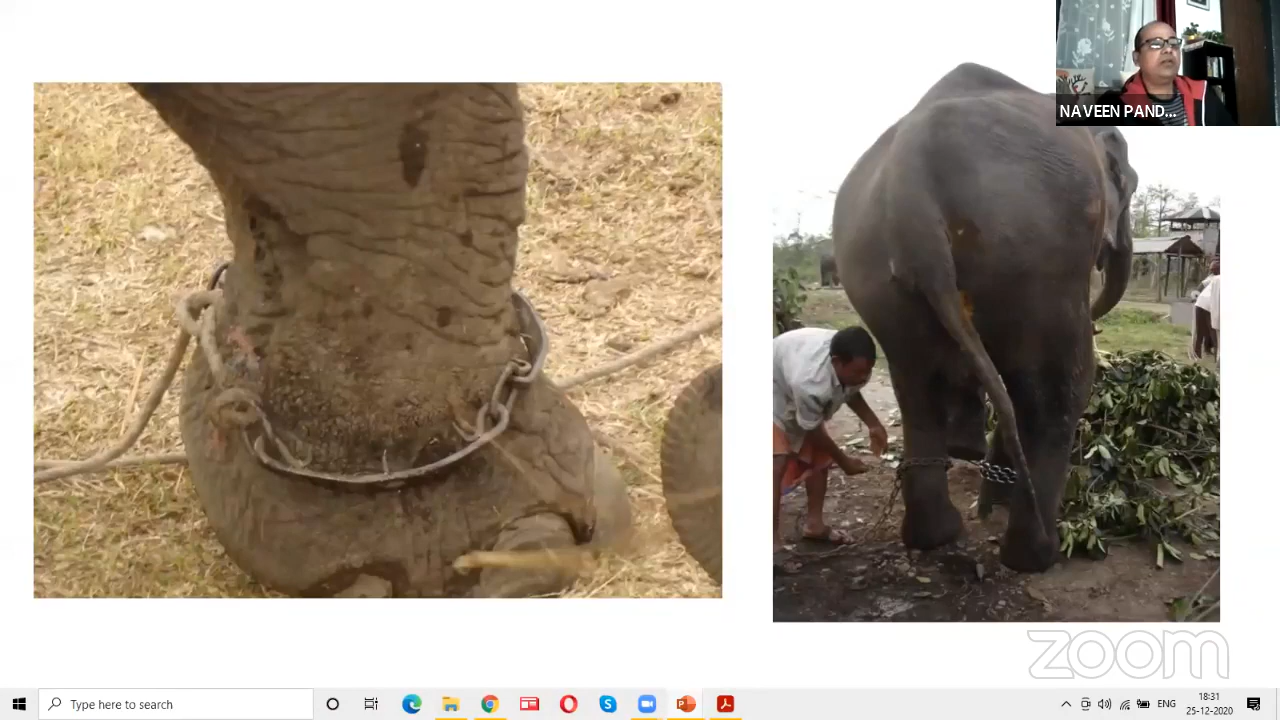 NAVEEN PAND...
zoom
Type here to search
ENG
18:31
25-12-2020